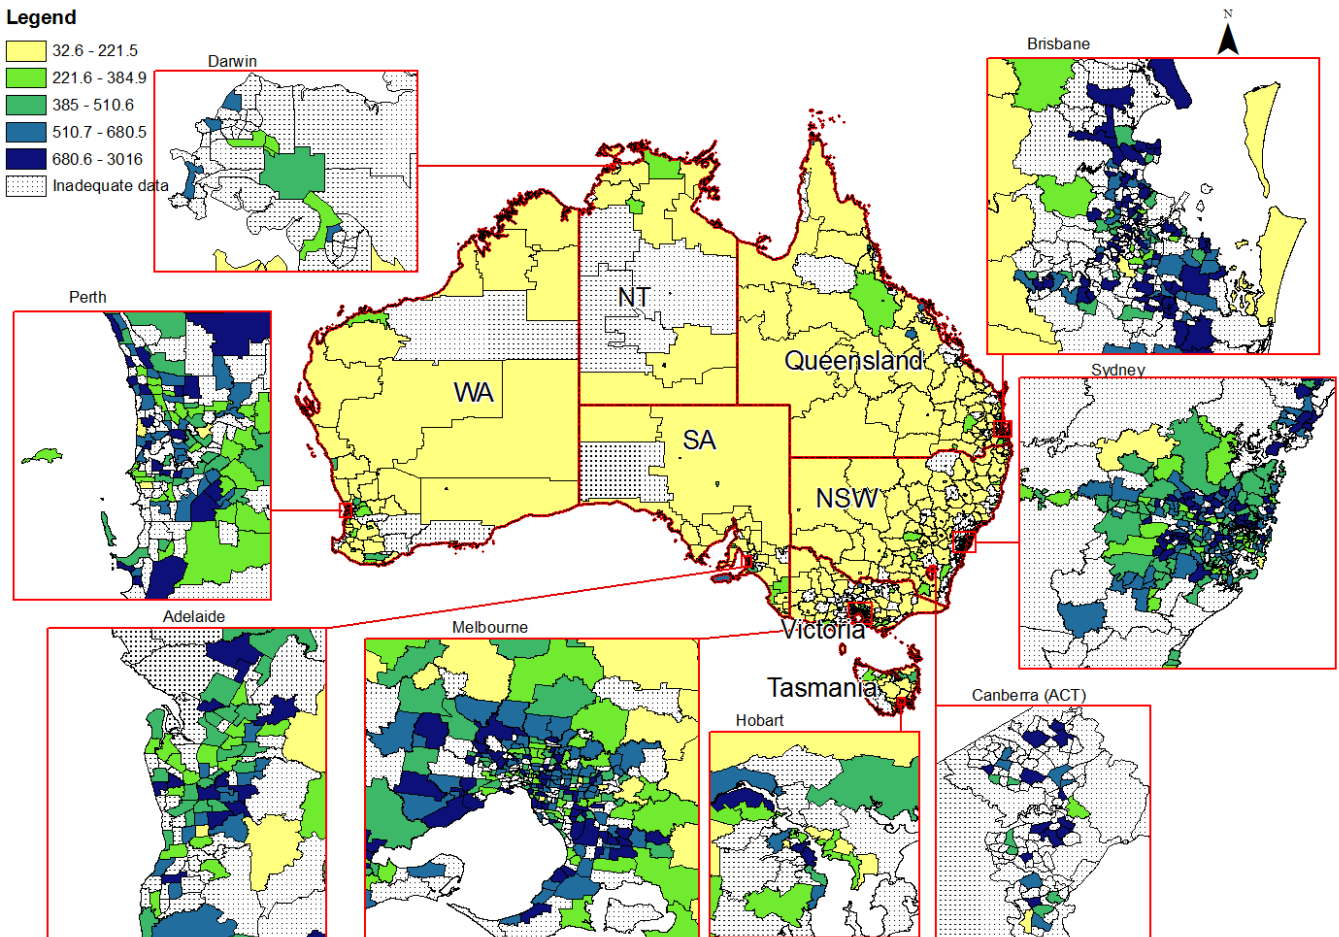 Legend
32.6 - 221.5
221.6 - 384.9
385 - 510.6
510.7 - 680.5
680.6 - 3016
Inadequate data
Darwin
N
Brisbane
Perth
NT
Queensland
WA
Sydney
SA
NSW
Adelaide
Melbourne
Victoria
Tasmania
Canberra (ACT)
Hobart